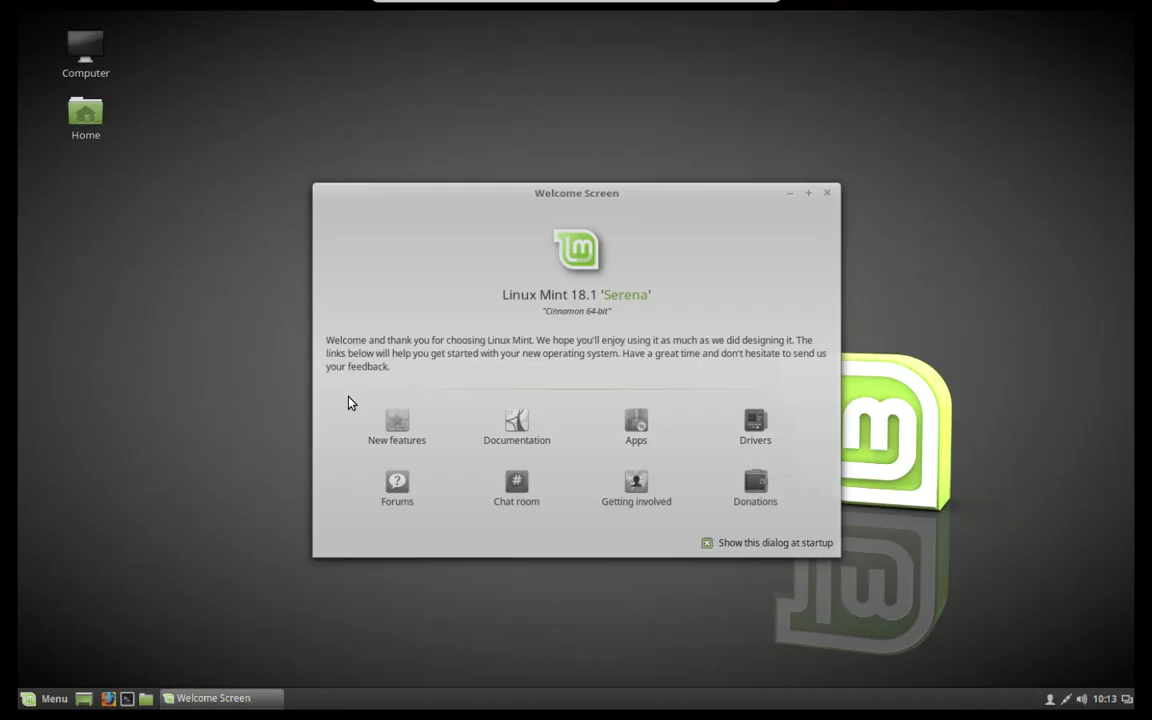 Computer
Home
Welcome Screen
Linux Mint 18.1 'Serena'
"Cinnamon 64-bit"
Welcome and thank you for choosing Linux Mint. We hope you'll enjoy using it as much as we did designing it. The
links below will help you get started with your new operating system. Have a great time and don't hesitate to send us
your feedback.
New features
Documentation
Apps
Drivers
Forums
Chat room
Getting involved
Donations
Show this dialog at startup
Menu
Welcome Screen
10:13